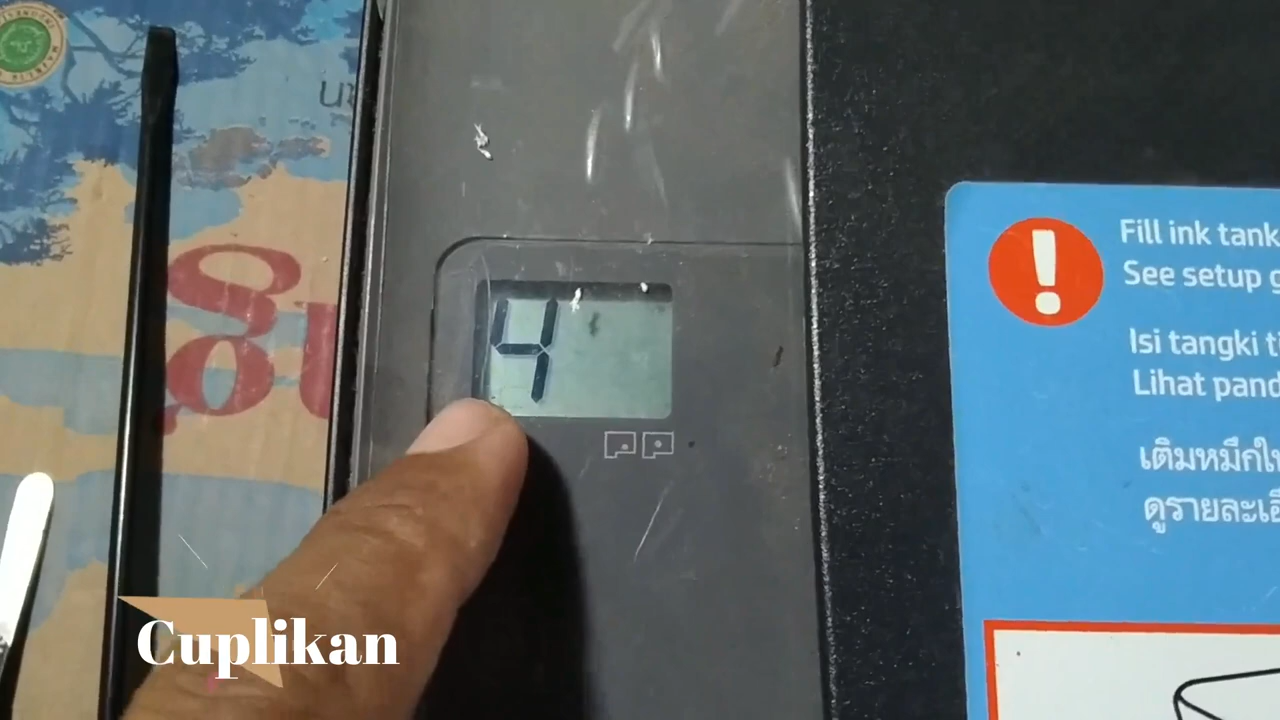 4
Fill ink tank
See setup g
Isi tangki ti
Lihat pand
เติมหมึกใ
ดูรายละเอี
Cuplikan